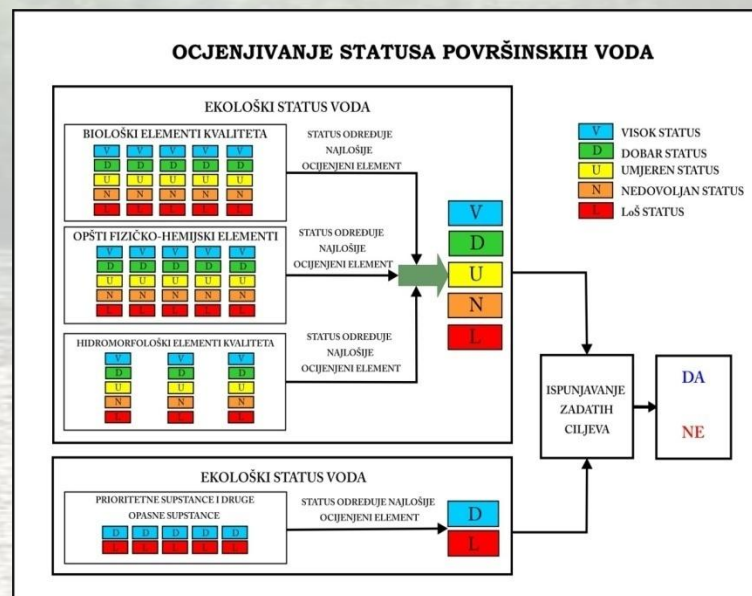 OCJENJIVANJE STATUSA POVRŠINSKIH VODA
EKOLOŠKI STATUS VODA
BIOLOŠKI ELEMENTI KVALITETA
V V V V V
D D D D D
U U U U U
N N N N N
L L L L L
STATUS ODREĐUJE
NAJLOŠIJE
OCIJENJENI ELEMENT
OPŠTI FIZIČKO-HEMIJSKI ELEMENTI
V V V V V
D D D D D
U U U U U
N N N N N
L L L L L
STATUS ODREĐUJE
NAJLOŠIJE
OCIJENJENI ELEMENT
HIDROMORFOLOŠKI ELEMENTI KVALITETA
V V V
D D D
U U U
N N N
L L L
STATUS ODREĐUJE
NAJLOŠIJE
OCIJENJENI ELEMENT
V
D
U
N
L
V VISOK STATUS
D DOBAR STATUS
U UMJEREN STATUS
N NEDOVOLJAN STATUS
L LoŠ STATUS
ISPUNJAVANJE
ZADATIH
CILJEVA
DA
NE
EKOLOŠKI STATUS VODA
PRIORITETNE SUPSTANCE I DRUGE
OPASNE SUPSTANCE
D D D D D
L L L L L
STATUS ODREĐUJE NAJLOŠIJE
OCIJENJENI ELEMENT
D
L